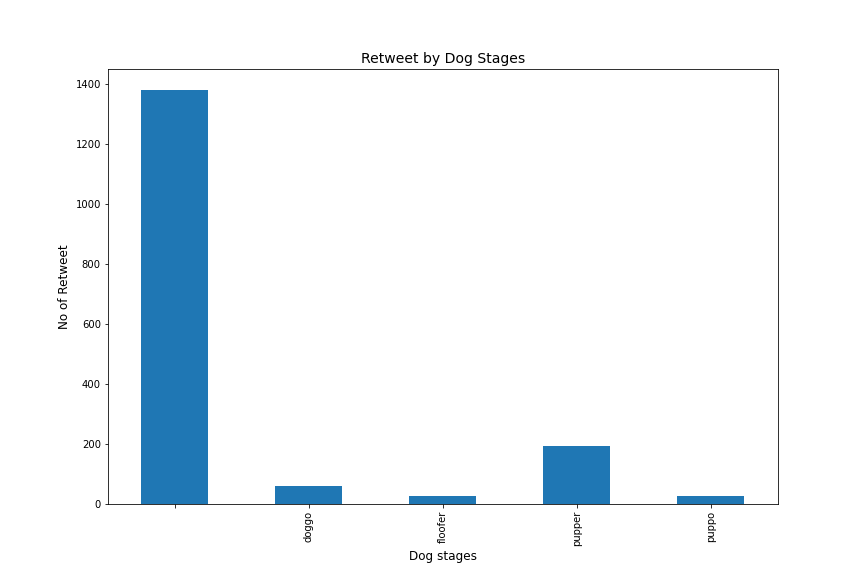 Retweet by Dog Stages
1400
1200
1000
800
600
400
200
0
No of Retweet
doggo
floofer
pupper
puppo
Dog stages